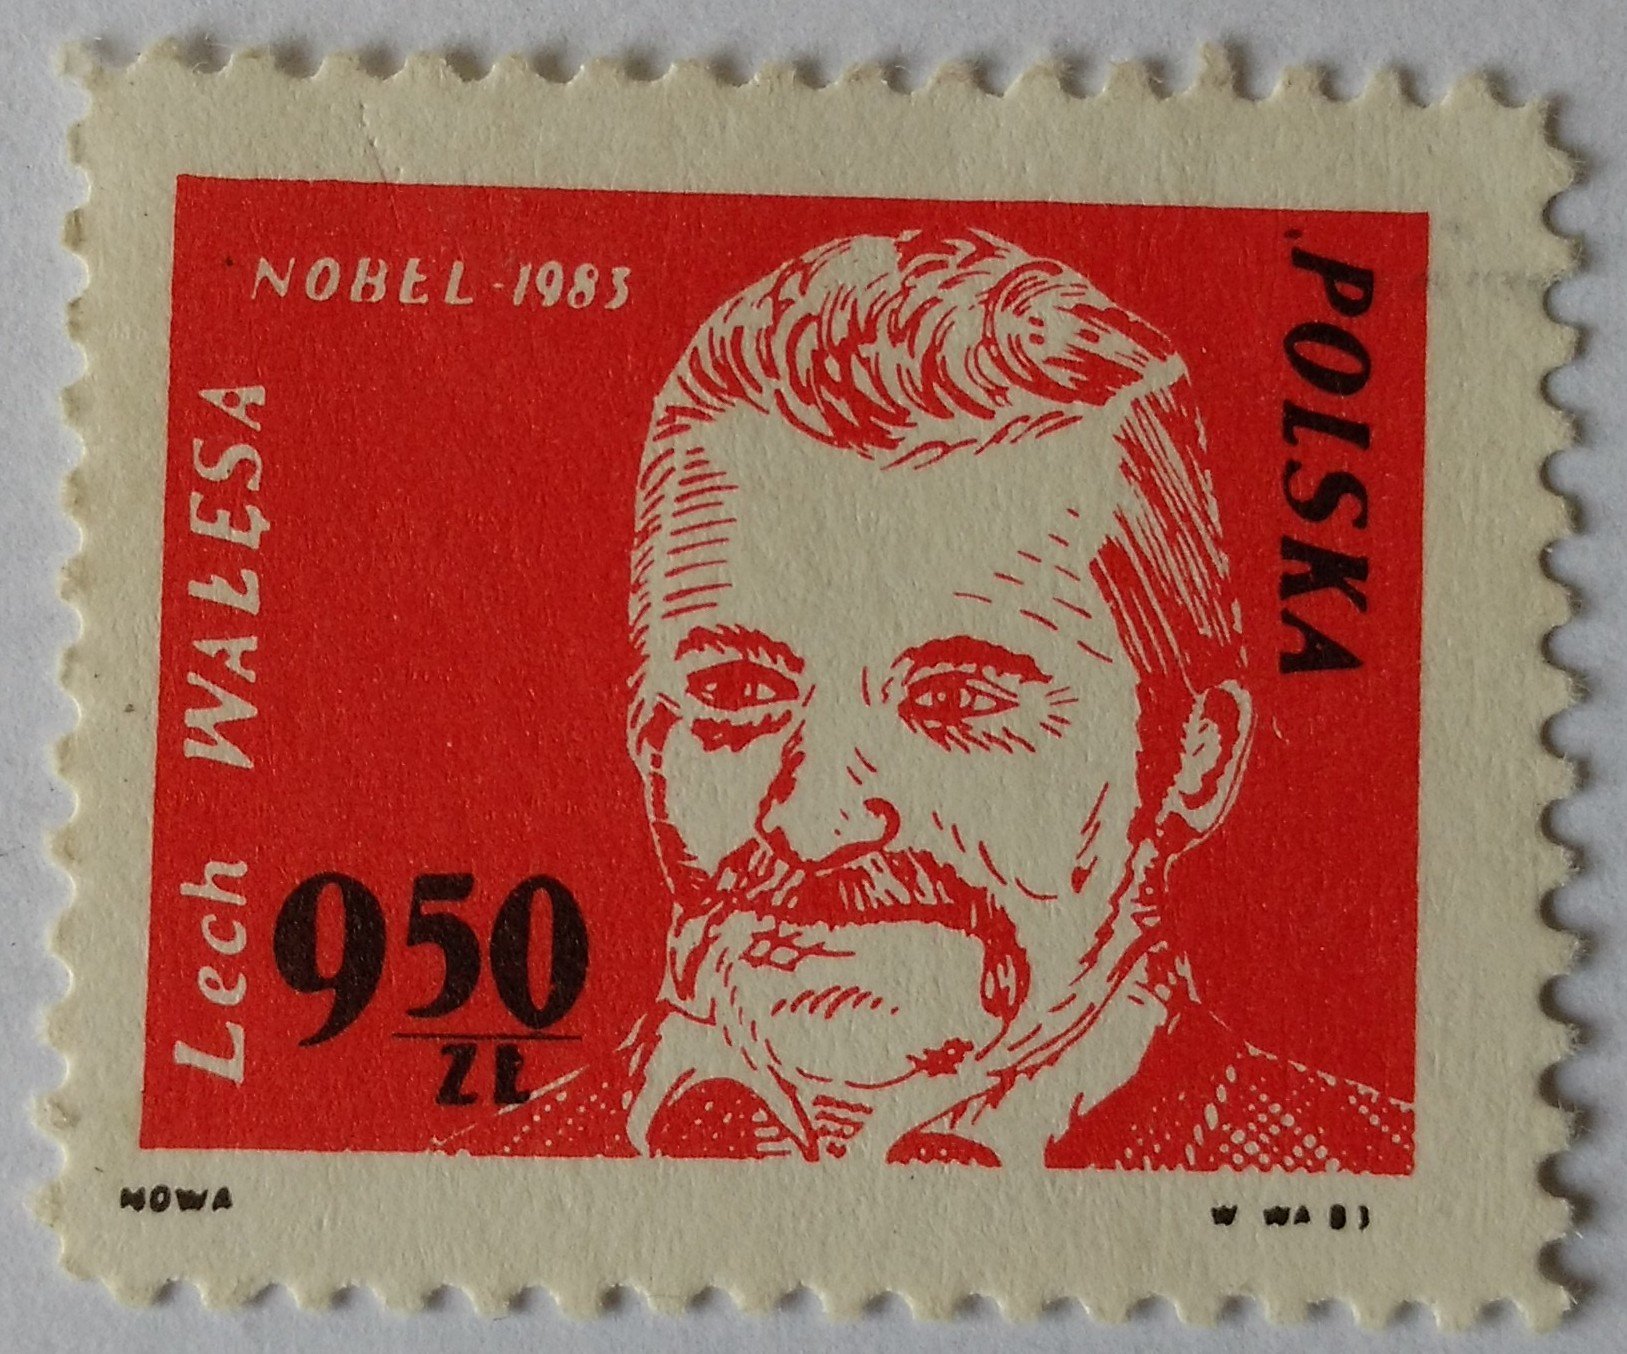 NOBEL-1983
POLSKA
Lech WAŁĘSA
9 50
ZŁ
NOWA
W WA 83